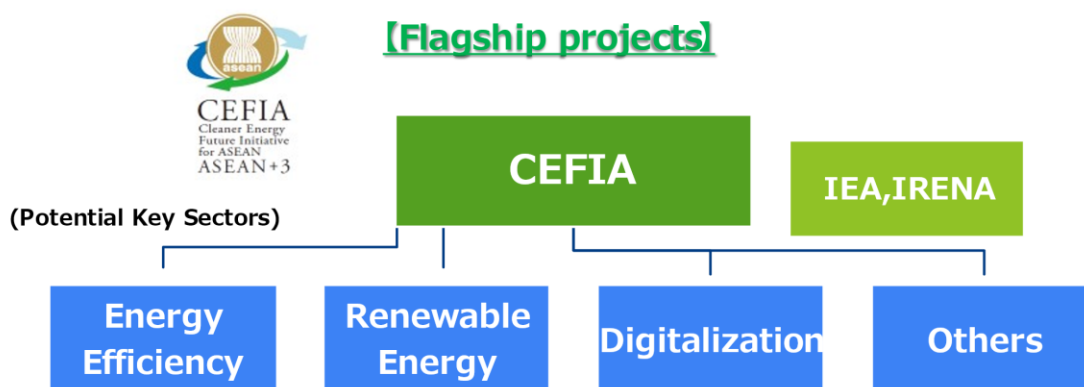 【Flagship projects】
asean
CEFIA
Cleaner Energy
Future Initiative
for ASEAN
ASEAN+3
CEFIA
IEA,IRENA
(Potential Key Sectors)
Energy
Efficiency
Renewable
Energy
Digitalization
Others